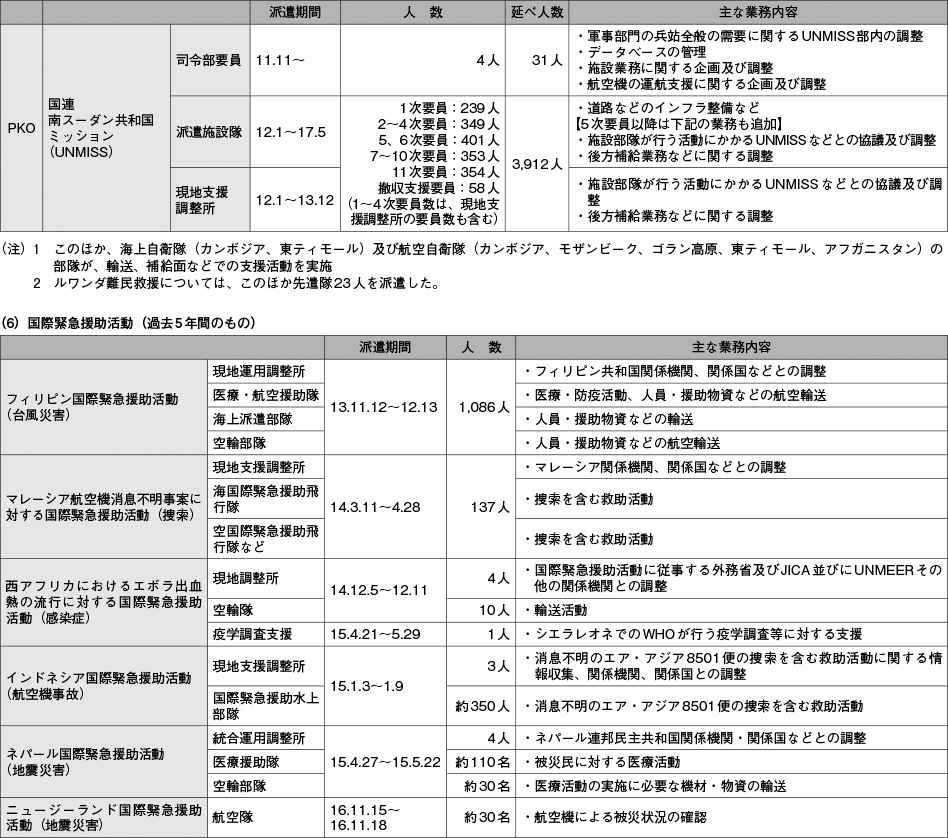 派遣期間 人　数 延べ人数 主な業務内容
PKO
国連
南スーダン共和国
ミッション
（UNMISS）
司令部要員 11.11～ 4人 31人
・軍事部門の兵站全般の需要に関するUNMISS部内の調整
・データベースの管理
・施設業務に関する企画及び調整
・航空機の運航支援に関する企画及び調整
派遣施設隊 12.1～17.5
1次要員：239人
2～4次要員：349人
5、6次要員：401人
7～10次要員：353人
11次要員：354人
撤収支援要員：58人
（1～4次要員数は、現地支
援調整所の要員数も含む）
3,912人
・道路などのインフラ整備など
【5次要員以降は下記の業務も追加】
・施設部隊が行う活動にかかるUNMISSなどとの協議及び調整
・後方補給業務などに関する調整
現地支援
調整所
12.1～13.12
・施設部隊が行う活動にかかるUNMISSなどとの協議及び調
整
・後方補給業務などに関する調整
（注）1　このほか、海上自衛隊（カンボジア、東ティモール）及び航空自衛隊（カンボジア、モザンビーク、ゴラン高原、東ティモール、アフガニスタン）の
部隊が、輸送、補給面などでの支援活動を実施
2　ルワンダ難民救援については、このほか先遣隊23人を派遣した。
（6）国際緊急援助活動（過去5年間のもの）
派遣期間 人　数 主な業務内容
フィリピン国際緊急援助活動
（台風災害）
現地運用調整所
医療・航空援助隊
海上派遣部隊
空輸部隊
13.11.12～12.13 1,086人
・フィリピン共和国関係機関、関係国などとの調整
・医療・防疫活動、人員・援助物資などの航空輸送
・人員・援助物資などの輸送
・人員・援助物資などの航空輸送
マレーシア航空機消息不明事案に
対する国際緊急援助活動（捜索）
現地支援調整所
海国際緊急援助飛
行隊
空国際緊急援助飛
行隊など
14.3.11～4.28 137人
・マレーシア関係機関、関係国などとの調整
・捜索を含む救助活動
・捜索を含む救助活動
西アフリカにおけるエボラ出血
熱の流行に対する国際緊急援助
活動（感染症）
現地調整所 14.12.5～12.11 4人
・国際緊急援助活動に従事する外務省及びJICA並びにUNMEERその
他の関係機関との調整
空輸隊 10人 ・輸送活動
疫学調査支援 15.4.21～5.29 1人 ・シエラレオネでのWHOが行う疫学調査等に対する支援
インドネシア国際緊急援助活動
（航空機事故）
現地支援調整所 15.1.3～1.9 3人
・消息不明のエア・アジア8501便の捜索を含む救助活動に関する情
報収集、関係機関、関係国との調整
国際緊急援助水上
部隊
約350人 ・消息不明のエア・アジア8501便の捜索を含む救助活動
ネパール国際緊急援助活動
（地震災害）
統合運用調整所 15.4.27～15.5.22 4人 ・ネパール連邦民主共和国関係機関・関係国などとの調整
医療援助隊 約110名 ・被災民に対する医療活動
空輸部隊 約30名 ・医療活動の実施に必要な機材・物資の輸送
ニュージーランド国際緊急援助
活動（地震災害）
航空隊
16.11.15～
16.11.18
約30名 ・航空機による被災状況の確認